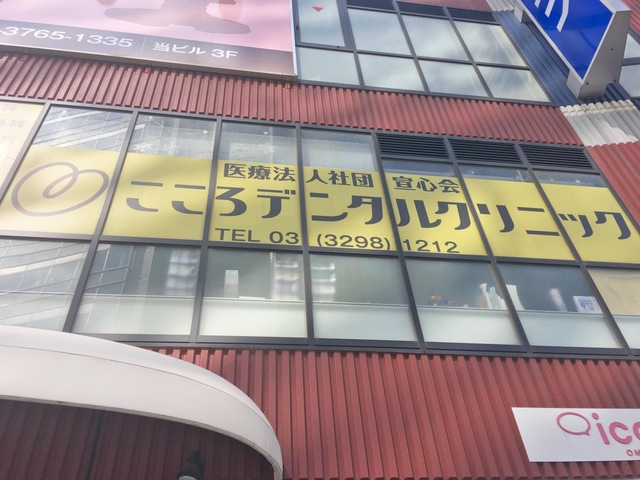 -3765-1335 当ビル 3F
医療法人社団 宣心会
こころデンタルクリニック
TEL 03 (3298) 1212